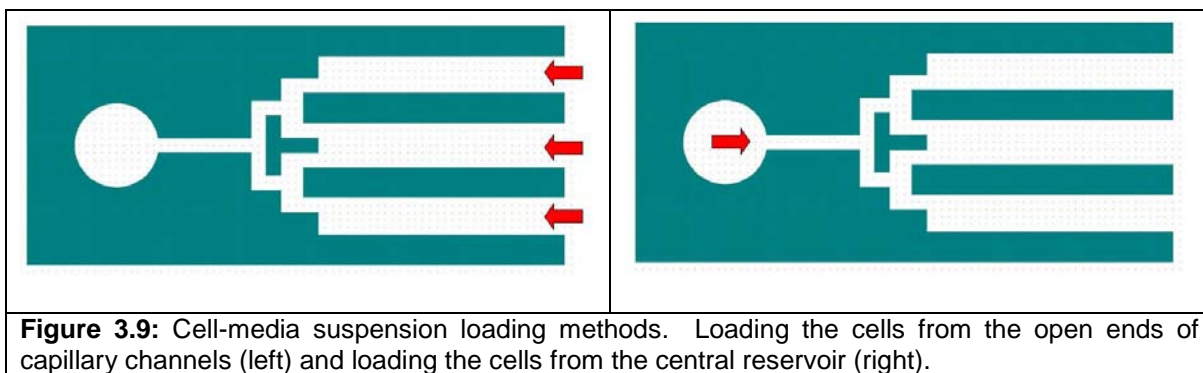 Figure 3.9: Cell-media suspension loading methods. Loading the cells from the open ends of
capillary channels (left) and loading the cells from the central reservoir (right).